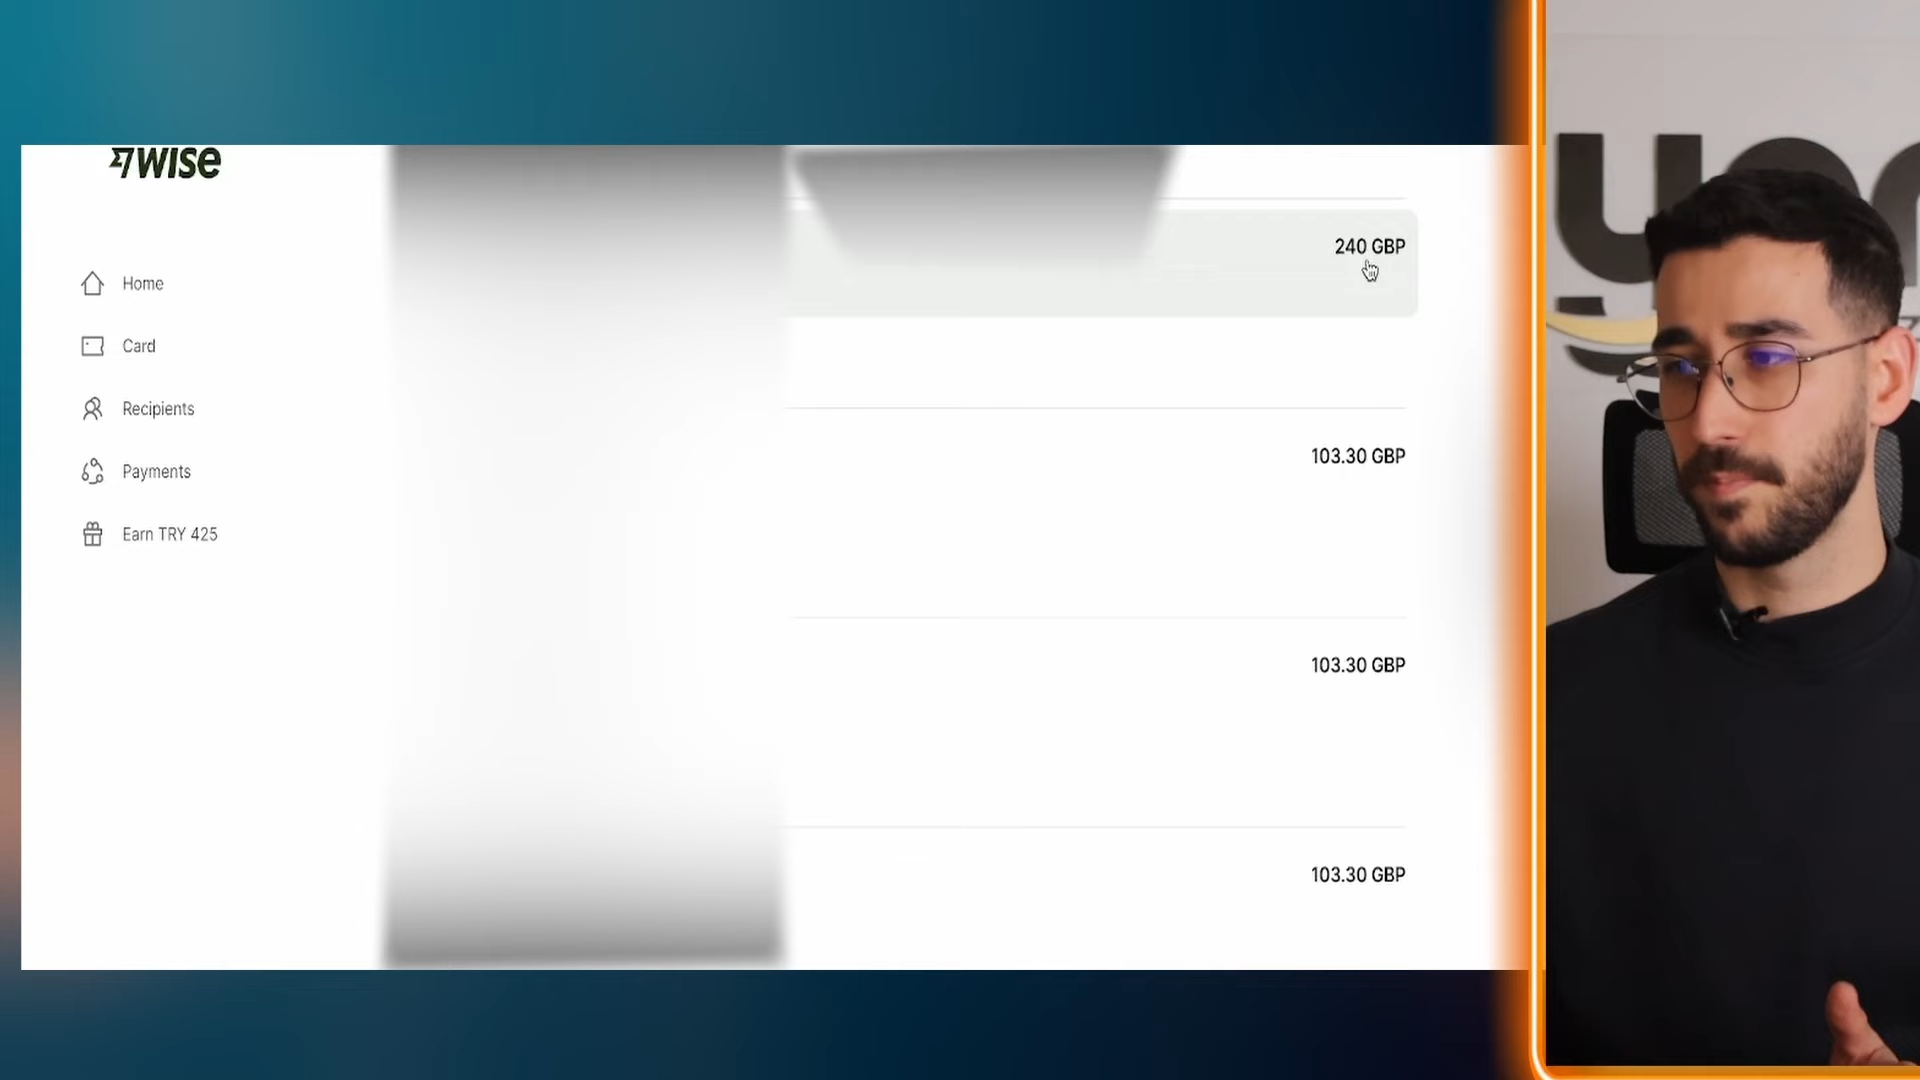 WISE
240 GBP
Home
Card
Recipients
103.30 GBP
Payments
Earn TRY 425
103.30 GBP
103.30 GBP